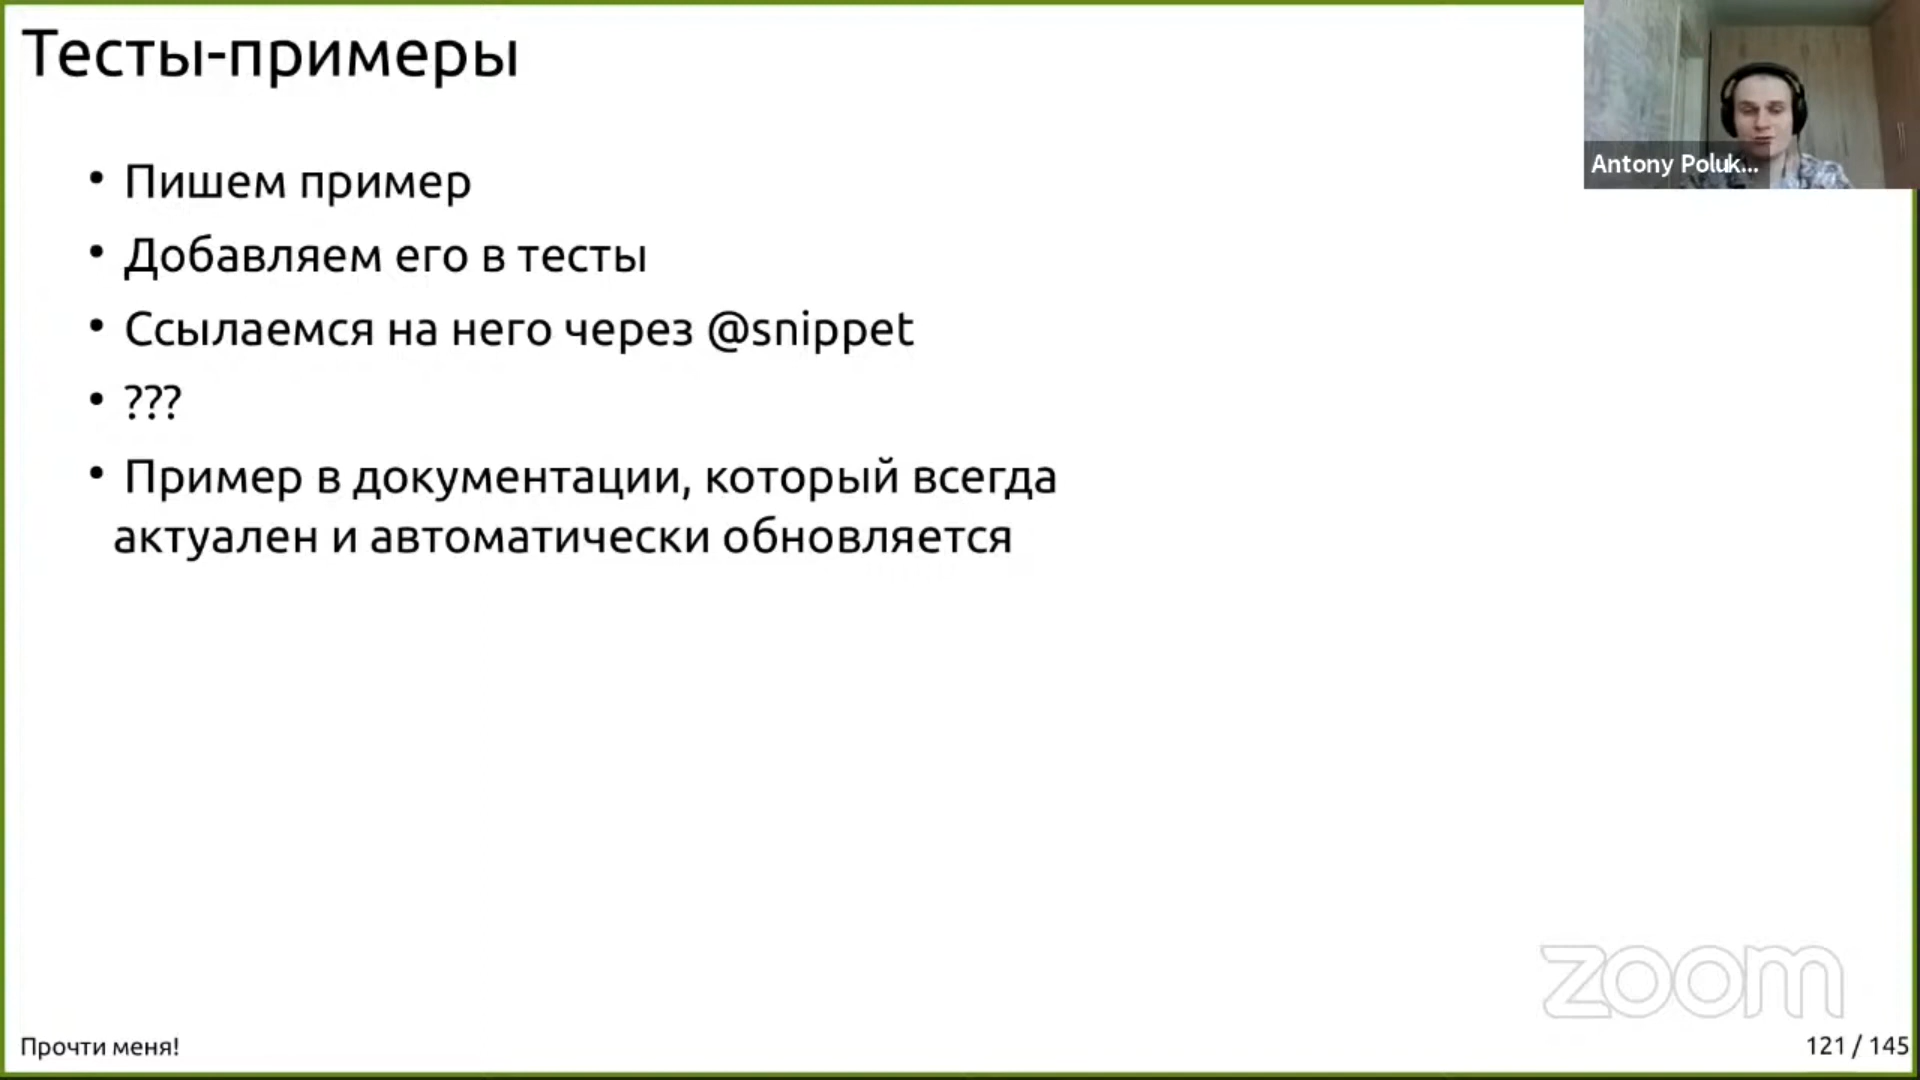 Тесты-примеры
Antony Poluk...
• Пишем пример
• Добавляем его в тесты
• Ссылаемся на него через @snippet
• ???
• Пример в документации, который всегда
актуален и автоматически обновляется
zoom
Прочти меня!
121 / 145